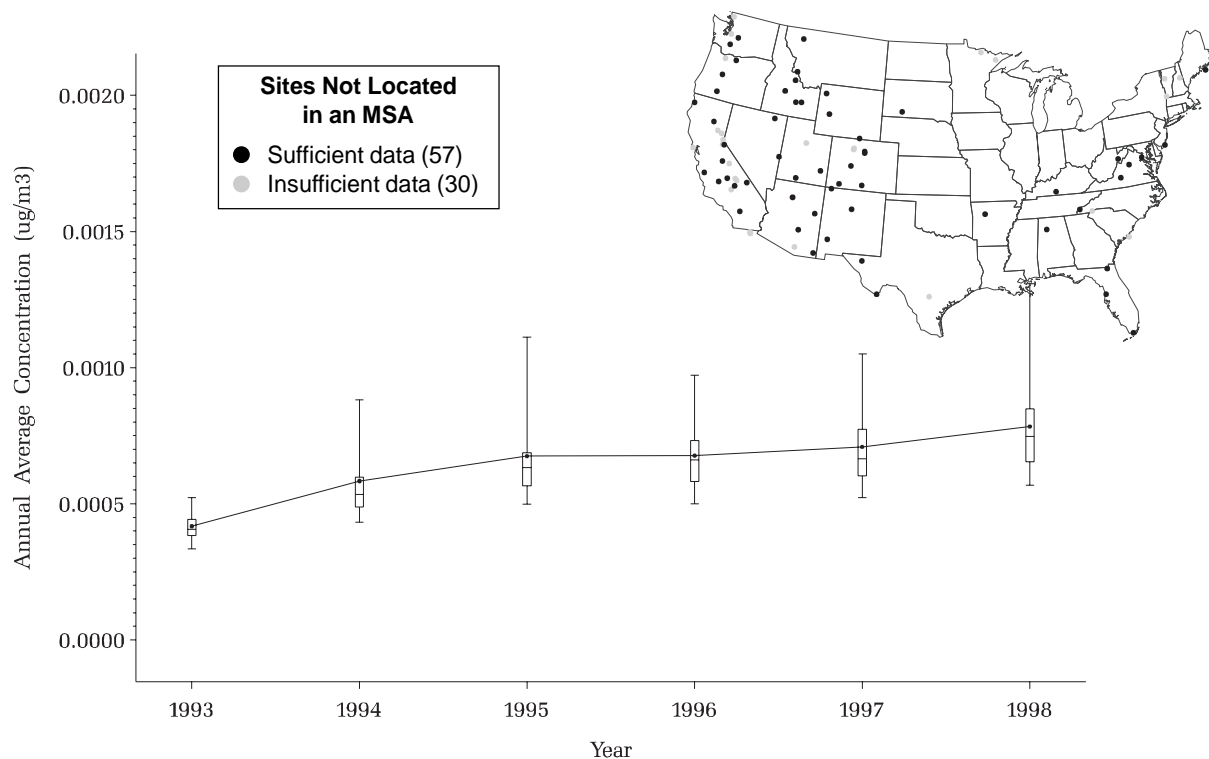 Sites Not Located
in an MSA
Sufficient data (57)
Insufficient data (30)
Annual Average Concentration (ug/m3)
0.0020
0.0015
0.0010
0.0005
0.0000
1993 1994 1995 1996 1997 1998
Year